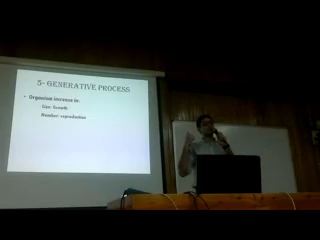 5- Generative Process
• Organism increase in:
Size: Growth
Number: reproduction